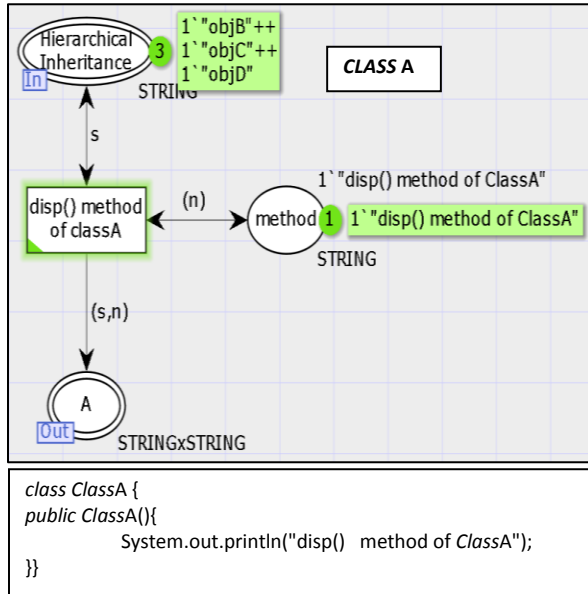 Hierarchical
Inheritance
In
3
1`"objB"++
1`"objC"++
1`"objD"
STRING
CLASS A
s
disp() method
of classA
(n)
1`"disp() method of ClassA"
method
1
1`"disp() method of ClassA"
STRING
(s,n)
A
Out
STRINGxSTRING
class ClassA {
public ClassA(){
System.out.println("disp() method of ClassA");
}}